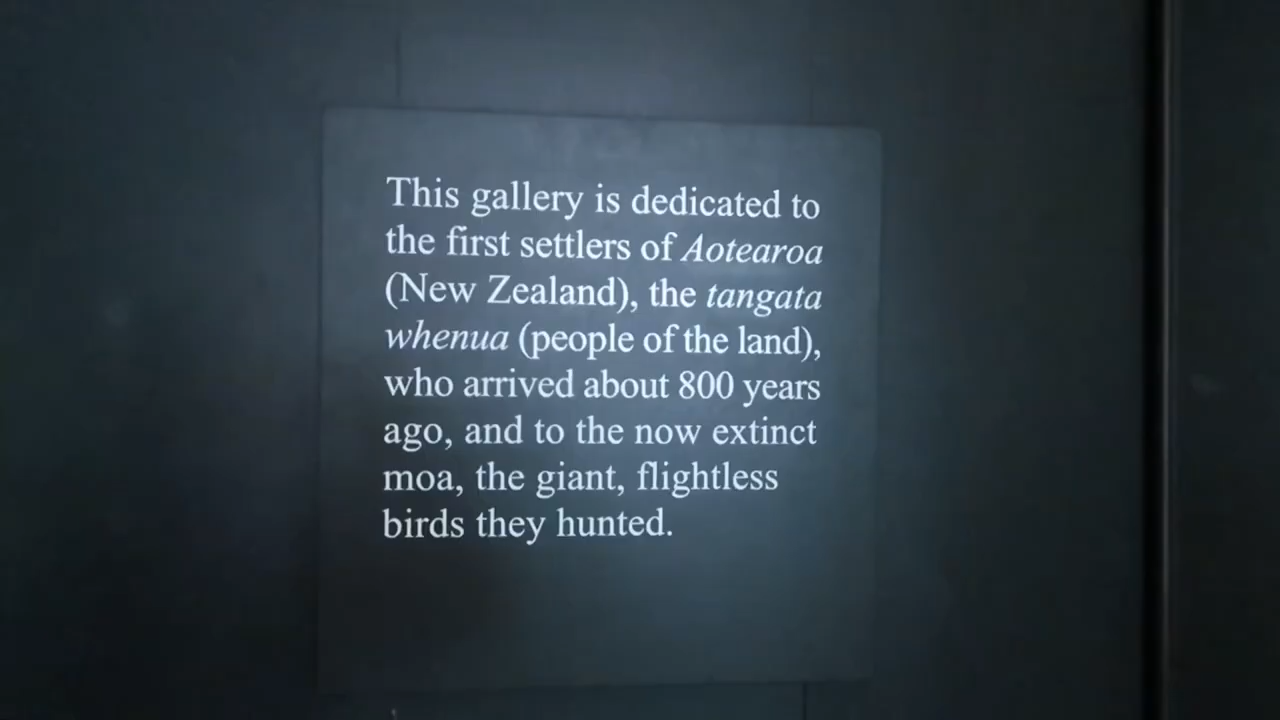 This gallery is dedicated to
the first settlers of Aotearoa
(New Zealand), the tangata
whenua (people of the land),
who arrived about 800 years
ago, and to the now extinct
moa, the giant, flightless
birds they hunted.